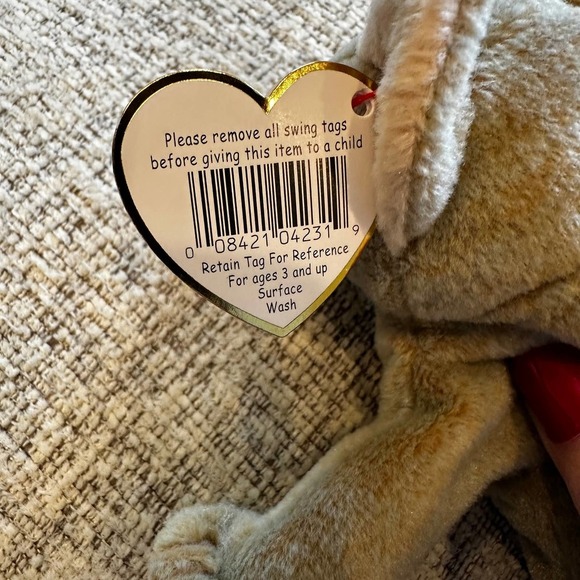 Please remove all swing tags
before giving this item to a child
0 08421 04231 9
Retain Tag For Reference
For ages 3 and up
Surface
Wash